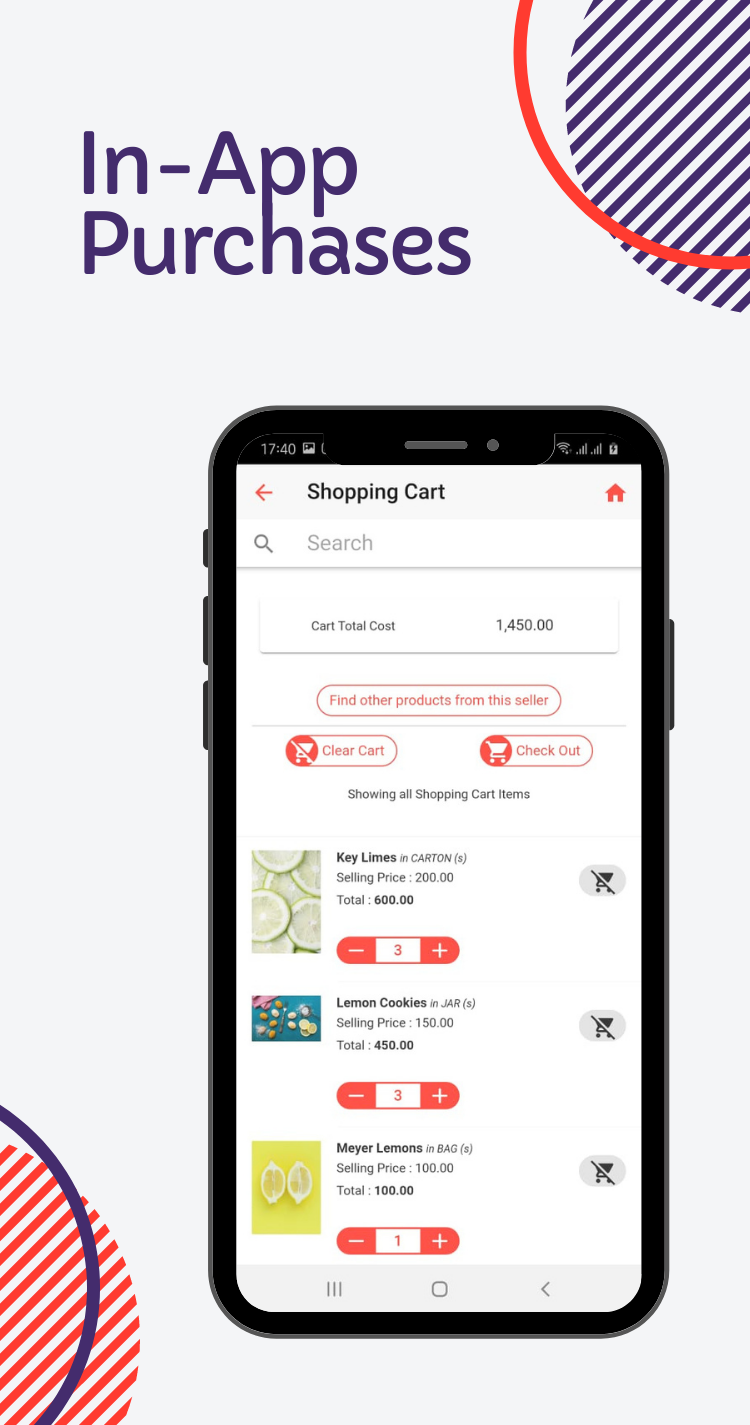 In-App
Purchases
17:40
Shopping Cart
Search
Cart Total Cost 1,450.00
Find other products from this seller
Clear Cart Check Out
Showing all Shopping Cart Items
Key Limes in CARTON (s)
Selling Price : 200.00
Total : 600.00
3
Lemon Cookies in JAR (s)
Selling Price : 150.00
Total : 450.00
3
Meyer Lemons in BAG (s)
Selling Price : 100.00
Total : 100.00
1